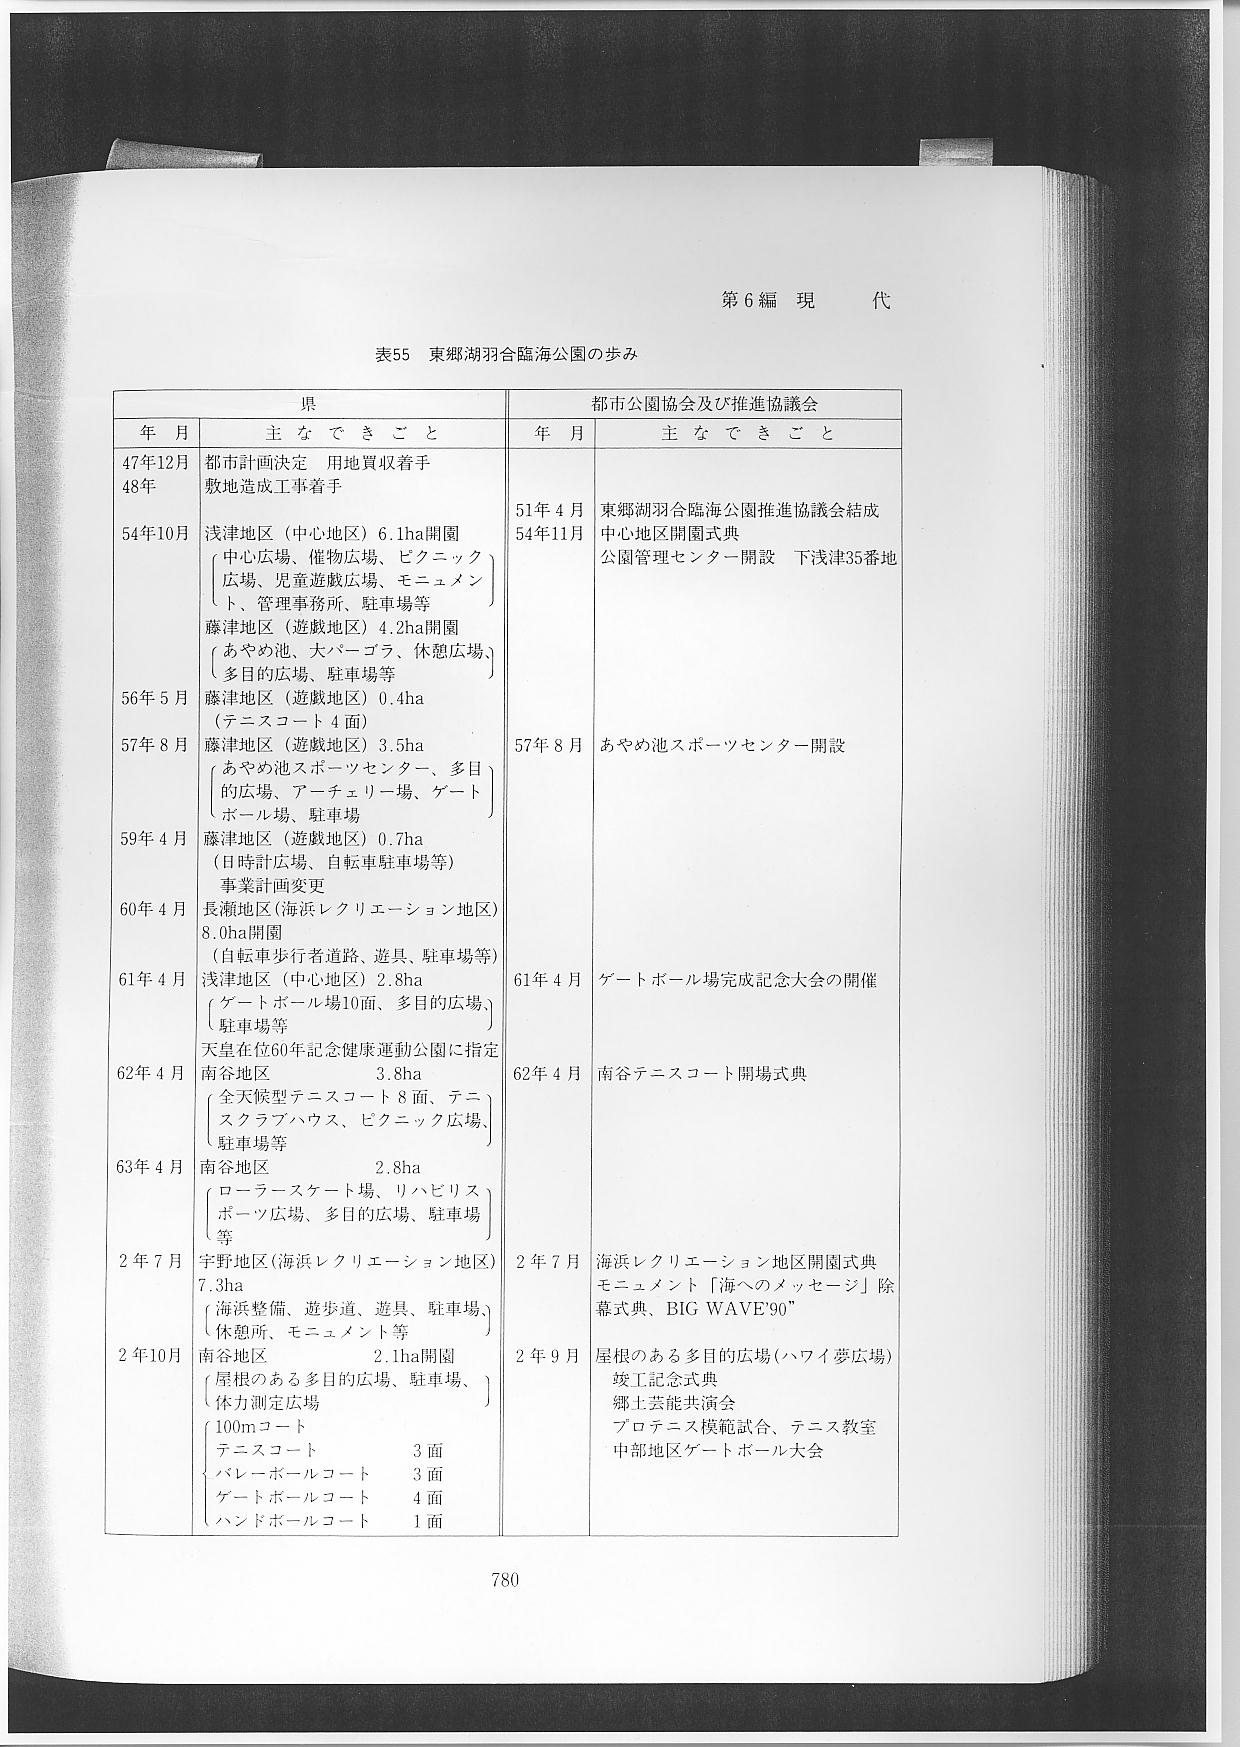 第6編　現　　代
表55　東郷湖羽合臨海公園の歩み
県　都市公園協会及び推進協議会
年　月　主なできごと　年　月　主なできごと
47年12月　都市計画決定　用地買収着手
48年　敷地造成工事着手
51年4月　東郷湖羽合臨海公園推進協議会結成
54年10月　浅津地区（中心地区）6.1ha開園　54年11月　中心地区開園式典
中心広場、催物広場、ピクニック　公園管理センター開設　下浅津35番地
広場、児童遊戯広場、モニュメン
ト、管理事務所、駐車場等
藤津地区（遊戯地区）4.2ha開園
あやめ池、大パーゴラ、休憩広場、
多目的広場、駐車場等
56年5月　藤津地区（遊戯地区）0.4ha
（テニスコート4面）
57年8月　藤津地区（遊戯地区）3.5ha　57年8月　あやめ池スポーツセンター開設
あやめ池スポーツセンター、多目
的広場、アーチェリー場、ゲート
ボール場、駐車場
59年4月　藤津地区（遊戯地区）0.7ha
（日時計広場、自転車駐車場等）
事業計画変更
60年4月　長瀬地区(海浜レクリエーション地区)
8.0ha開園
（自転車歩行者道路、遊具、駐車場等）
61年4月　浅津地区（中心地区）2.8ha　61年4月　ゲートボール場完成記念大会の開催
ゲートボール場10面、多目的広場、
駐車場等
天皇在位60年記念健康運動公園に指定
62年4月　南谷地区　3.8ha　62年4月　南谷テニスコート開場式典
全天候型テニスコート8面、テニ
スクラブハウス、ピクニック広場、
駐車場等
63年4月　南谷地区　2.8ha
ローラースケート場、リハビリス
ポーツ広場、多目的広場、駐車場
等
2年7月　宇野地区(海浜レクリエーション地区)　2年7月　海浜レクリエーション地区開園式典
7.3ha　モニュメント「海へのメッセージ」除
海浜整備、遊歩道、遊具、駐車場、　幕式典、BIG WAVE'90”
休憩所、モニュメント等
2年10月　南谷地区　2.1ha開園　2年9月　屋根のある多目的広場(ハワイ夢広場)
屋根のある多目的広場、駐車場、　竣工記念式典
体力測定広場　郷土芸能共演会
100mコート　プロテニス模範試合、テニス教室
テニスコート　3面　中部地区ゲートボール大会
バレーボールコート　3面
ゲートボールコート　4面
ハンドボールコート　1面
780